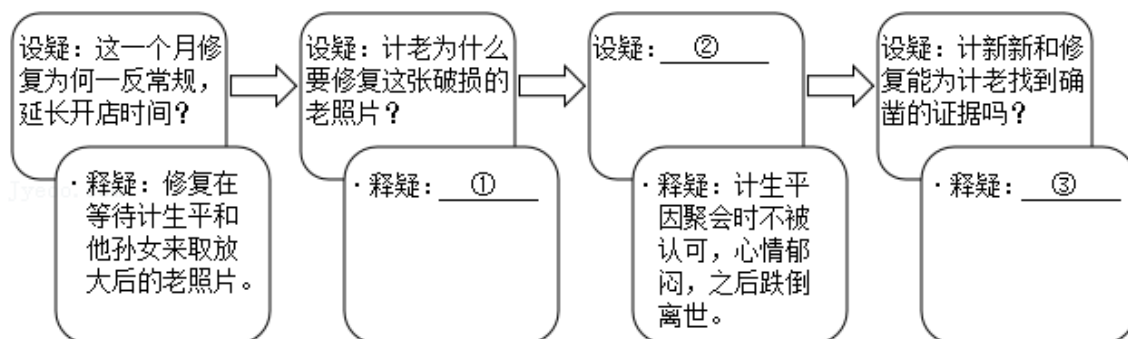 设疑：这一个月修
复为何一反常规，
延长开店时间？
·释疑：修复在
等待计生平和
他孙女来取放
大后的老照片。
设疑：计老为什么
要修复这张破损的
老照片？
·释疑：①
设疑：②
·释疑：计生平
因聚会时不被
认可，心情郁
闷，之后跌倒
离世。
设疑：计新新和修
复能为计老找到确
凿的证据吗？
·释疑：③